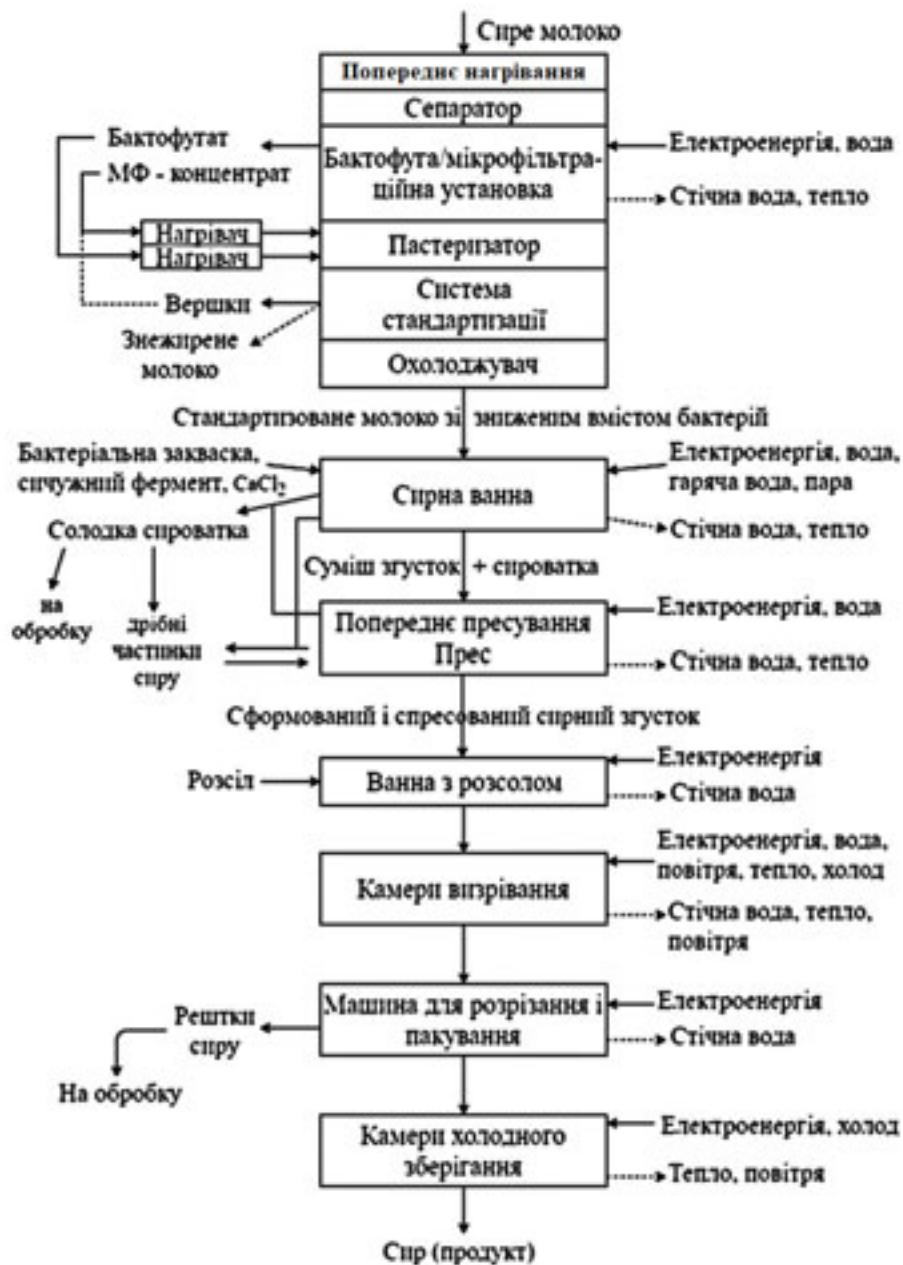 Сире молоко
Попереднє нагрівання
Сепаратор
Бактофугат
МФ - концентрат
Бактофуга/мікрофільтра-
ційна установка
Електроенергія, вода
Стічна вода, тепло
Нагрівач
Нагрівач
Пастеризатор
Вершки
Знежирене
молоко
Система
стандартизації
Охолоджувач
Стандартизоване молоко зі зниженим вмістом бактерій
Бактеріальна закваска,
сичужний фермент, CaCl₂
Сирна ванна
Електроенергія, вода,
гаряча вода, пара
Стічна вода, тепло
Солодка сироватка
Суміш згусток + сироватка
на
обробку
дрібні
частинки
сиру
Попереднє пресування
Прес
Електроенергія, вода
Стічна вода, тепло
Сформований і спресований сирний згусток
Розсіл
Ванна з розсолом
Електроенергія
Стічна вода
Камери визрівання
Електроенергія, вода,
повітря, тепло, холод
Стічна вода, тепло,
повітря
Рештки
сиру
На обробку
Машина для розрізання і
пакування
Електроенергія
Стічна вода
Камери холодного
зберігання
Електроенергія, холод
Тепло, повітря
Сир (продукт)